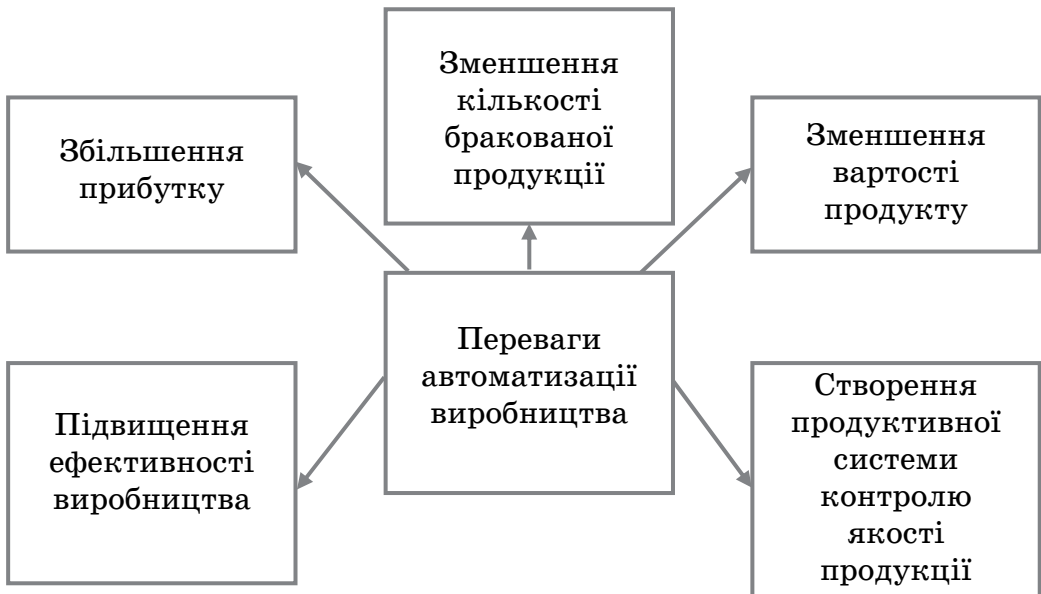 Зменшення
кількості
бракованої
продукції
Збільшення
прибутку
Зменшення
вартості
продукту
Переваги
автоматизації
виробництва
Підвищення
ефективності
виробництва
Створення
продуктивної
системи
контролю
якості
продукції